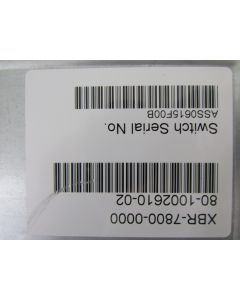 XBR-7800-0000
80-1002610-02
Switch Serial No.
ASS0615F00B